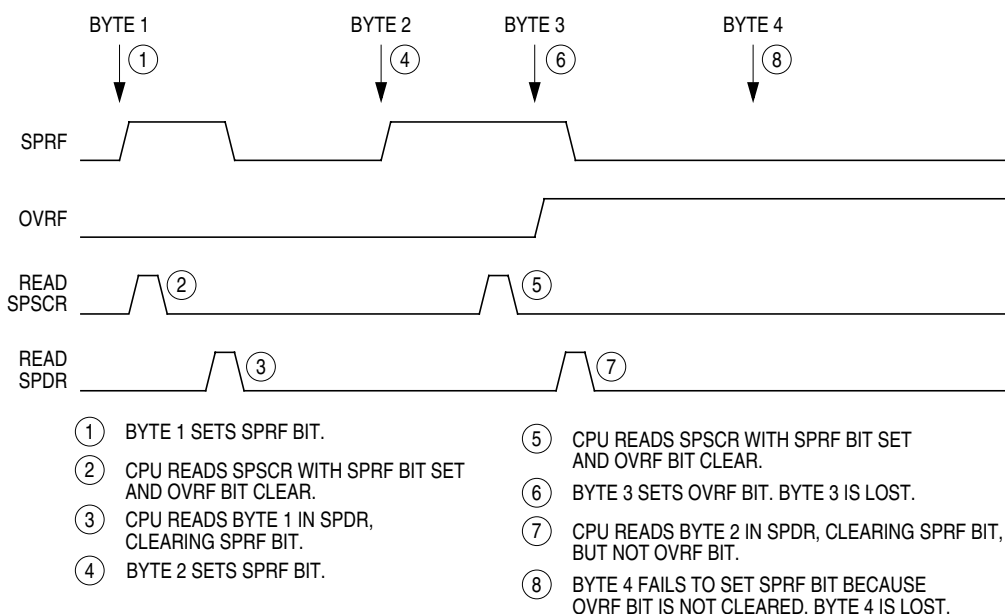 BYTE 1 BYTE 2 BYTE 3 BYTE 4
1 4 6 8
SPRF
OVRF
READ
SPSCR
2 5
READ
SPDR
3 7
1 BYTE 1 SETS SPRF BIT.
2 CPU READS SPSCR WITH SPRF BIT SET
AND OVRF BIT CLEAR.
3 CPU READS BYTE 1 IN SPDR,
CLEARING SPRF BIT.
4 BYTE 2 SETS SPRF BIT.
5 CPU READS SPSCR WITH SPRF BIT SET
AND OVRF BIT CLEAR.
6 BYTE 3 SETS OVRF BIT. BYTE 3 IS LOST.
7 CPU READS BYTE 2 IN SPDR, CLEARING SPRF BIT,
BUT NOT OVRF BIT.
8 BYTE 4 FAILS TO SET SPRF BIT BECAUSE
OVRF BIT IS NOT CLEARED. BYTE 4 IS LOST.